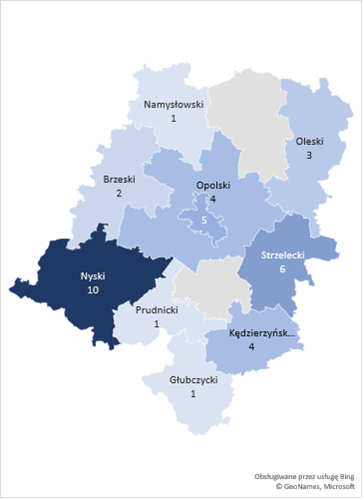 Namysłowski
1
Oleski
3
Brzeski
2
Opolski
4
5
Strzelecki
6
Nyski
10
Prudnicki
1
Kędzierzyńsk...
4
Głubczycki
1
Obsługiwane przez usługę Bing
© GeoNames, Microsoft